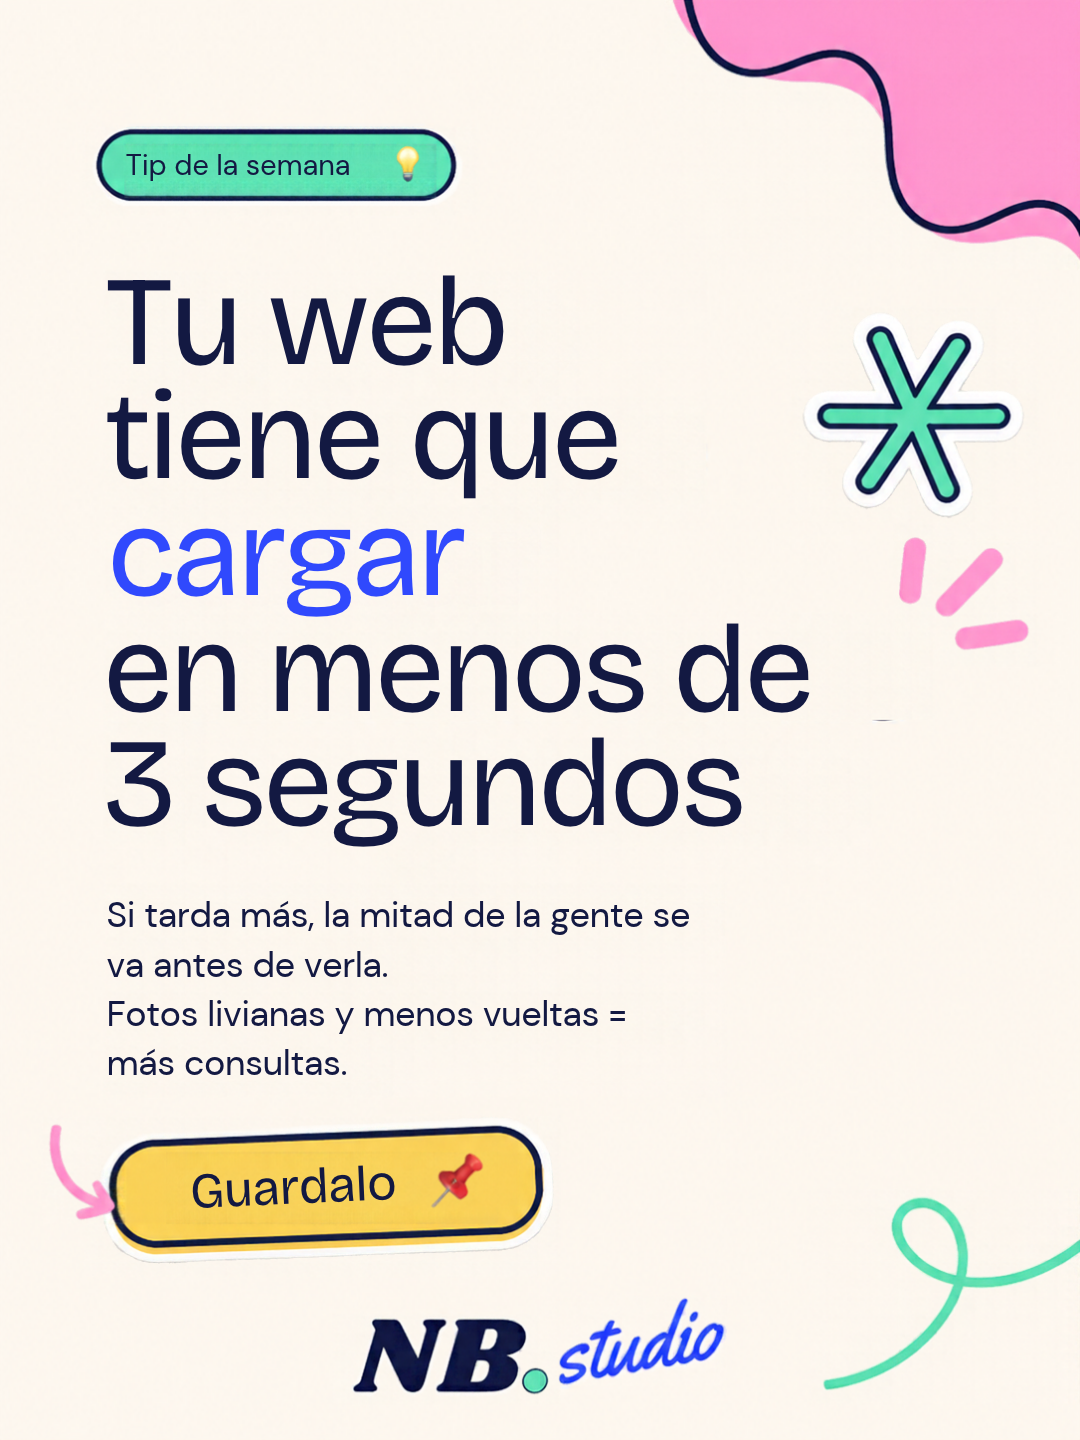 Tip de la semana 💡
Tu web
tiene que
cargar
en menos de
3 segundos
Si tarda más, la mitad de la gente se
va antes de verla.
Fotos livianas y menos vueltas =
más consultas.
Guardalo 📌
NB.studio